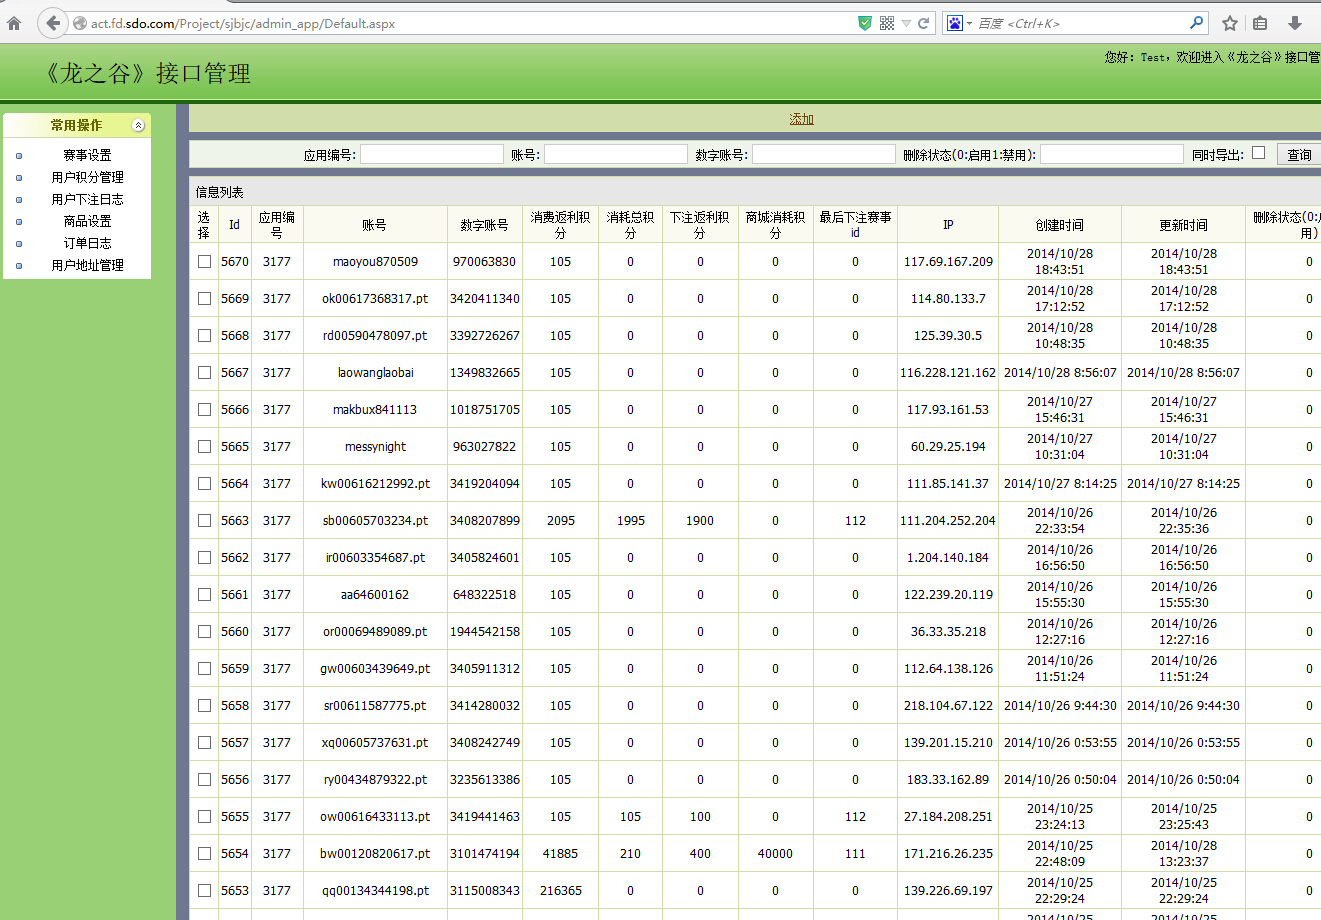 act.fd.sdo.com/Project/sjbjc/admin_app/Default.aspx
百度 <Ctrl+K>
《龙之谷》接口管理
您好：Test，欢迎进入《龙之谷》接口管
常用操作
赛事设置
用户积分管理
用户下注日志
商品设置
订单日志
用户地址管理
添加
应用编号: 账号: 数字账号: 删除状态(0:启用1:禁用): 同时导出: 查询
信息列表
选择 Id 应用编号 账号 数字账号 消费返利积分 消耗总积分 下注返利积分 商城消耗积分 最后下注赛事id IP 创建时间 更新时间 删除状态(0:用)
5670 3177 maoyou870509 970063830 105 0 0 0 0 117.69.167.209 2014/10/28 18:43:51 2014/10/28 18:43:51 0
5669 3177 ok00617368317.pt 3420411340 105 0 0 0 0 114.80.133.7 2014/10/28 17:12:52 2014/10/28 17:12:52 0
5668 3177 rd00590478097.pt 3392726267 105 0 0 0 0 125.39.30.5 2014/10/28 10:48:35 2014/10/28 10:48:35 0
5667 3177 laowanglaobai 1349832665 105 0 0 0 0 116.228.121.162 2014/10/28 8:56:07 2014/10/28 8:56:07 0
5666 3177 makbux841113 1018751705 105 0 0 0 0 117.93.161.53 2014/10/27 15:46:31 2014/10/27 15:46:31 0
5665 3177 messynight 963027822 105 0 0 0 0 60.29.25.194 2014/10/27 10:31:04 2014/10/27 10:31:04 0
5664 3177 kw00616212992.pt 3419204094 105 0 0 0 0 111.85.141.37 2014/10/27 8:14:25 2014/10/27 8:14:25 0
5663 3177 sb00605703234.pt 3408207899 2095 1995 1900 0 112 111.204.252.204 2014/10/26 22:33:54 2014/10/26 22:35:36 0
5662 3177 ir00603354687.pt 3405824601 105 0 0 0 0 1.204.140.184 2014/10/26 16:56:50 2014/10/26 16:56:50 0
5661 3177 aa64600162 648322518 105 0 0 0 0 122.239.20.119 2014/10/26 15:55:30 2014/10/26 15:55:30 0
5660 3177 or00069489089.pt 1944542158 105 0 0 0 0 36.33.35.218 2014/10/26 12:27:16 2014/10/26 12:27:16 0
5659 3177 gw00603439649.pt 3405911312 105 0 0 0 0 112.64.138.126 2014/10/26 11:51:24 2014/10/26 11:51:24 0
5658 3177 sr00611587775.pt 3414280032 105 0 0 0 0 218.104.67.122 2014/10/26 9:44:30 2014/10/26 9:44:30 0
5657 3177 xq00605737631.pt 3408242749 105 0 0 0 0 139.201.15.210 2014/10/26 0:53:55 2014/10/26 0:53:55 0
5656 3177 ry00434879322.pt 3235613386 105 0 0 0 0 183.33.162.89 2014/10/26 0:50:04 2014/10/26 0:50:04 0
5655 3177 ow00616433113.pt 3419441463 105 105 100 0 112 27.184.208.251 2014/10/25 23:24:13 2014/10/25 23:25:43 0
5654 3177 bw00120820617.pt 3101474194 41885 210 400 40000 111 171.216.26.235 2014/10/25 22:48:09 2014/10/28 13:23:37 0
5653 3177 qq00134344198.pt 3115008343 216365 0 0 0 0 139.226.69.197 2014/10/25 22:29:24 2014/10/25 22:29:24 0